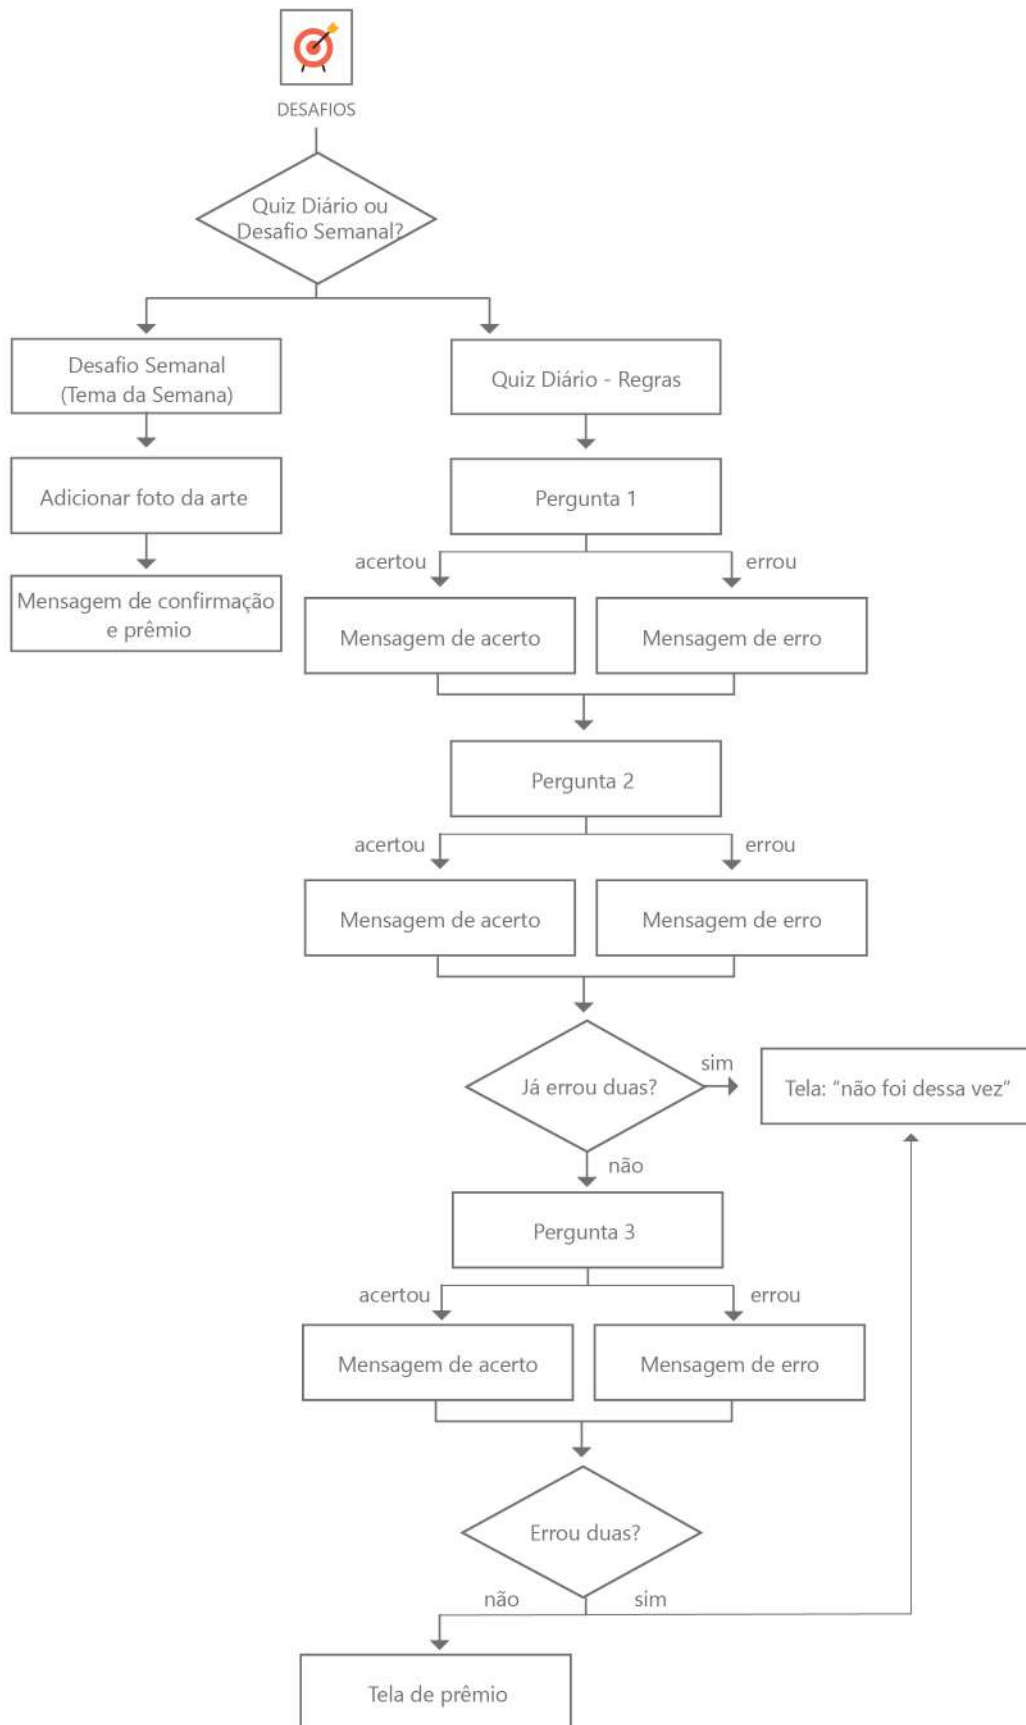 DESAFIOS
Quiz Diário ou
Desafio Semanal?
Desafio Semanal
(Tema da Semana)
Quiz Diário - Regras
Adicionar foto da arte
Pergunta 1
acertou
errou
Mensagem de confirmação
e prêmio
Mensagem de acerto
Mensagem de erro
Pergunta 2
acertou
errou
Mensagem de acerto
Mensagem de erro
Já errou duas?
sim
Tela: "não foi dessa vez"
não
Pergunta 3
acertou
errou
Mensagem de acerto
Mensagem de erro
Errou duas?
não
sim
Tela de prêmio